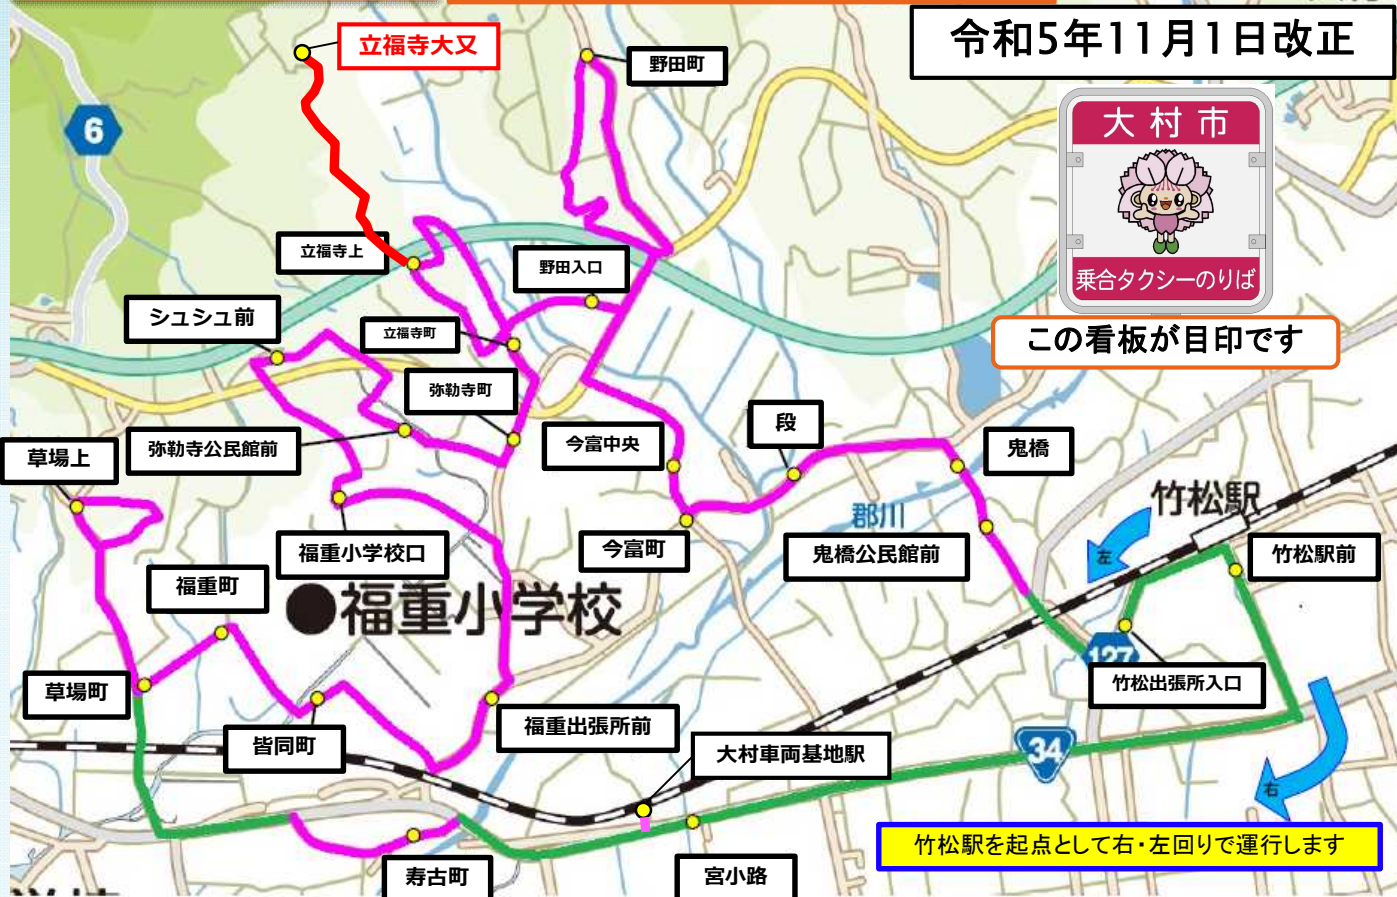 令和5年11月1日改正
立福寺大又
野田町
大村市
6
乗合タクシーのりば
立福寺上
野田入口
シュシュ前
立福寺町
この看板が目印です
弥勒寺町
段
草場上
弥勒寺公民館前
今富中央
鬼橋
竹松駅
郡川
福重小学校口
今富町
鬼橋公民館前
左
竹松駅前
福重町
●福重小学校
127
草場町
竹松出張所入口
福重出張所前
皆同町
大村車両基地駅
34
右
竹松駅を起点として右・左回りで運行します
寿古町
宮小路